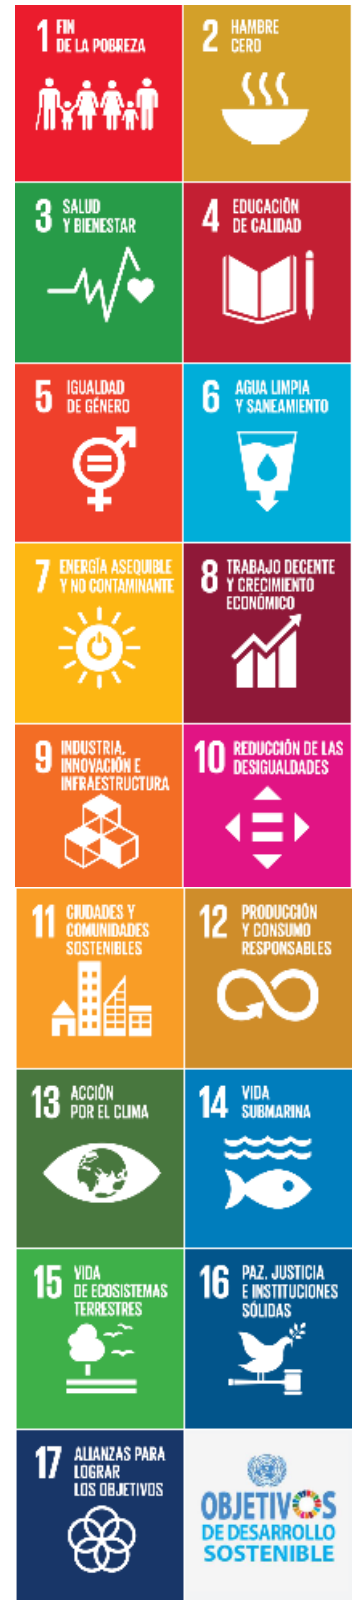 1 FIN
DE LA POBREZA
2 HAMBRE
CERO
3 SALUD
Y BIENESTAR
4 EDUCACIÓN
DE CALIDAD
5 IGUALDAD
DE GÉNERO
6 AGUA LIMPIA
Y SANEAMIENTO
7 ENERGÍA ASEQUIBLE
Y NO CONTAMINANTE
8 TRABAJO DECENTE
Y CRECIMIENTO
ECONÓMICO
9 INDUSTRIA,
INNOVACIÓN E
INFRAESTRUCTURA
10 REDUCCIÓN DE LAS
DESIGUALDADES
11 CIUDADES Y
COMUNIDADES
SOSTENIBLES
12 PRODUCCIÓN
Y CONSUMO
RESPONSABLES
13 ACCIÓN
POR EL CLIMA
14 VIDA
SUBMARINA
15 VIDA
DE ECOSISTEMAS
TERRESTRES
16 PAZ, JUSTICIA
E INSTITUCIONES
SÓLIDAS
17 ALIANZAS PARA
LOGRAR
LOS OBJETIVOS
OBJETIVOS
DE DESARROLLO
SOSTENIBLE